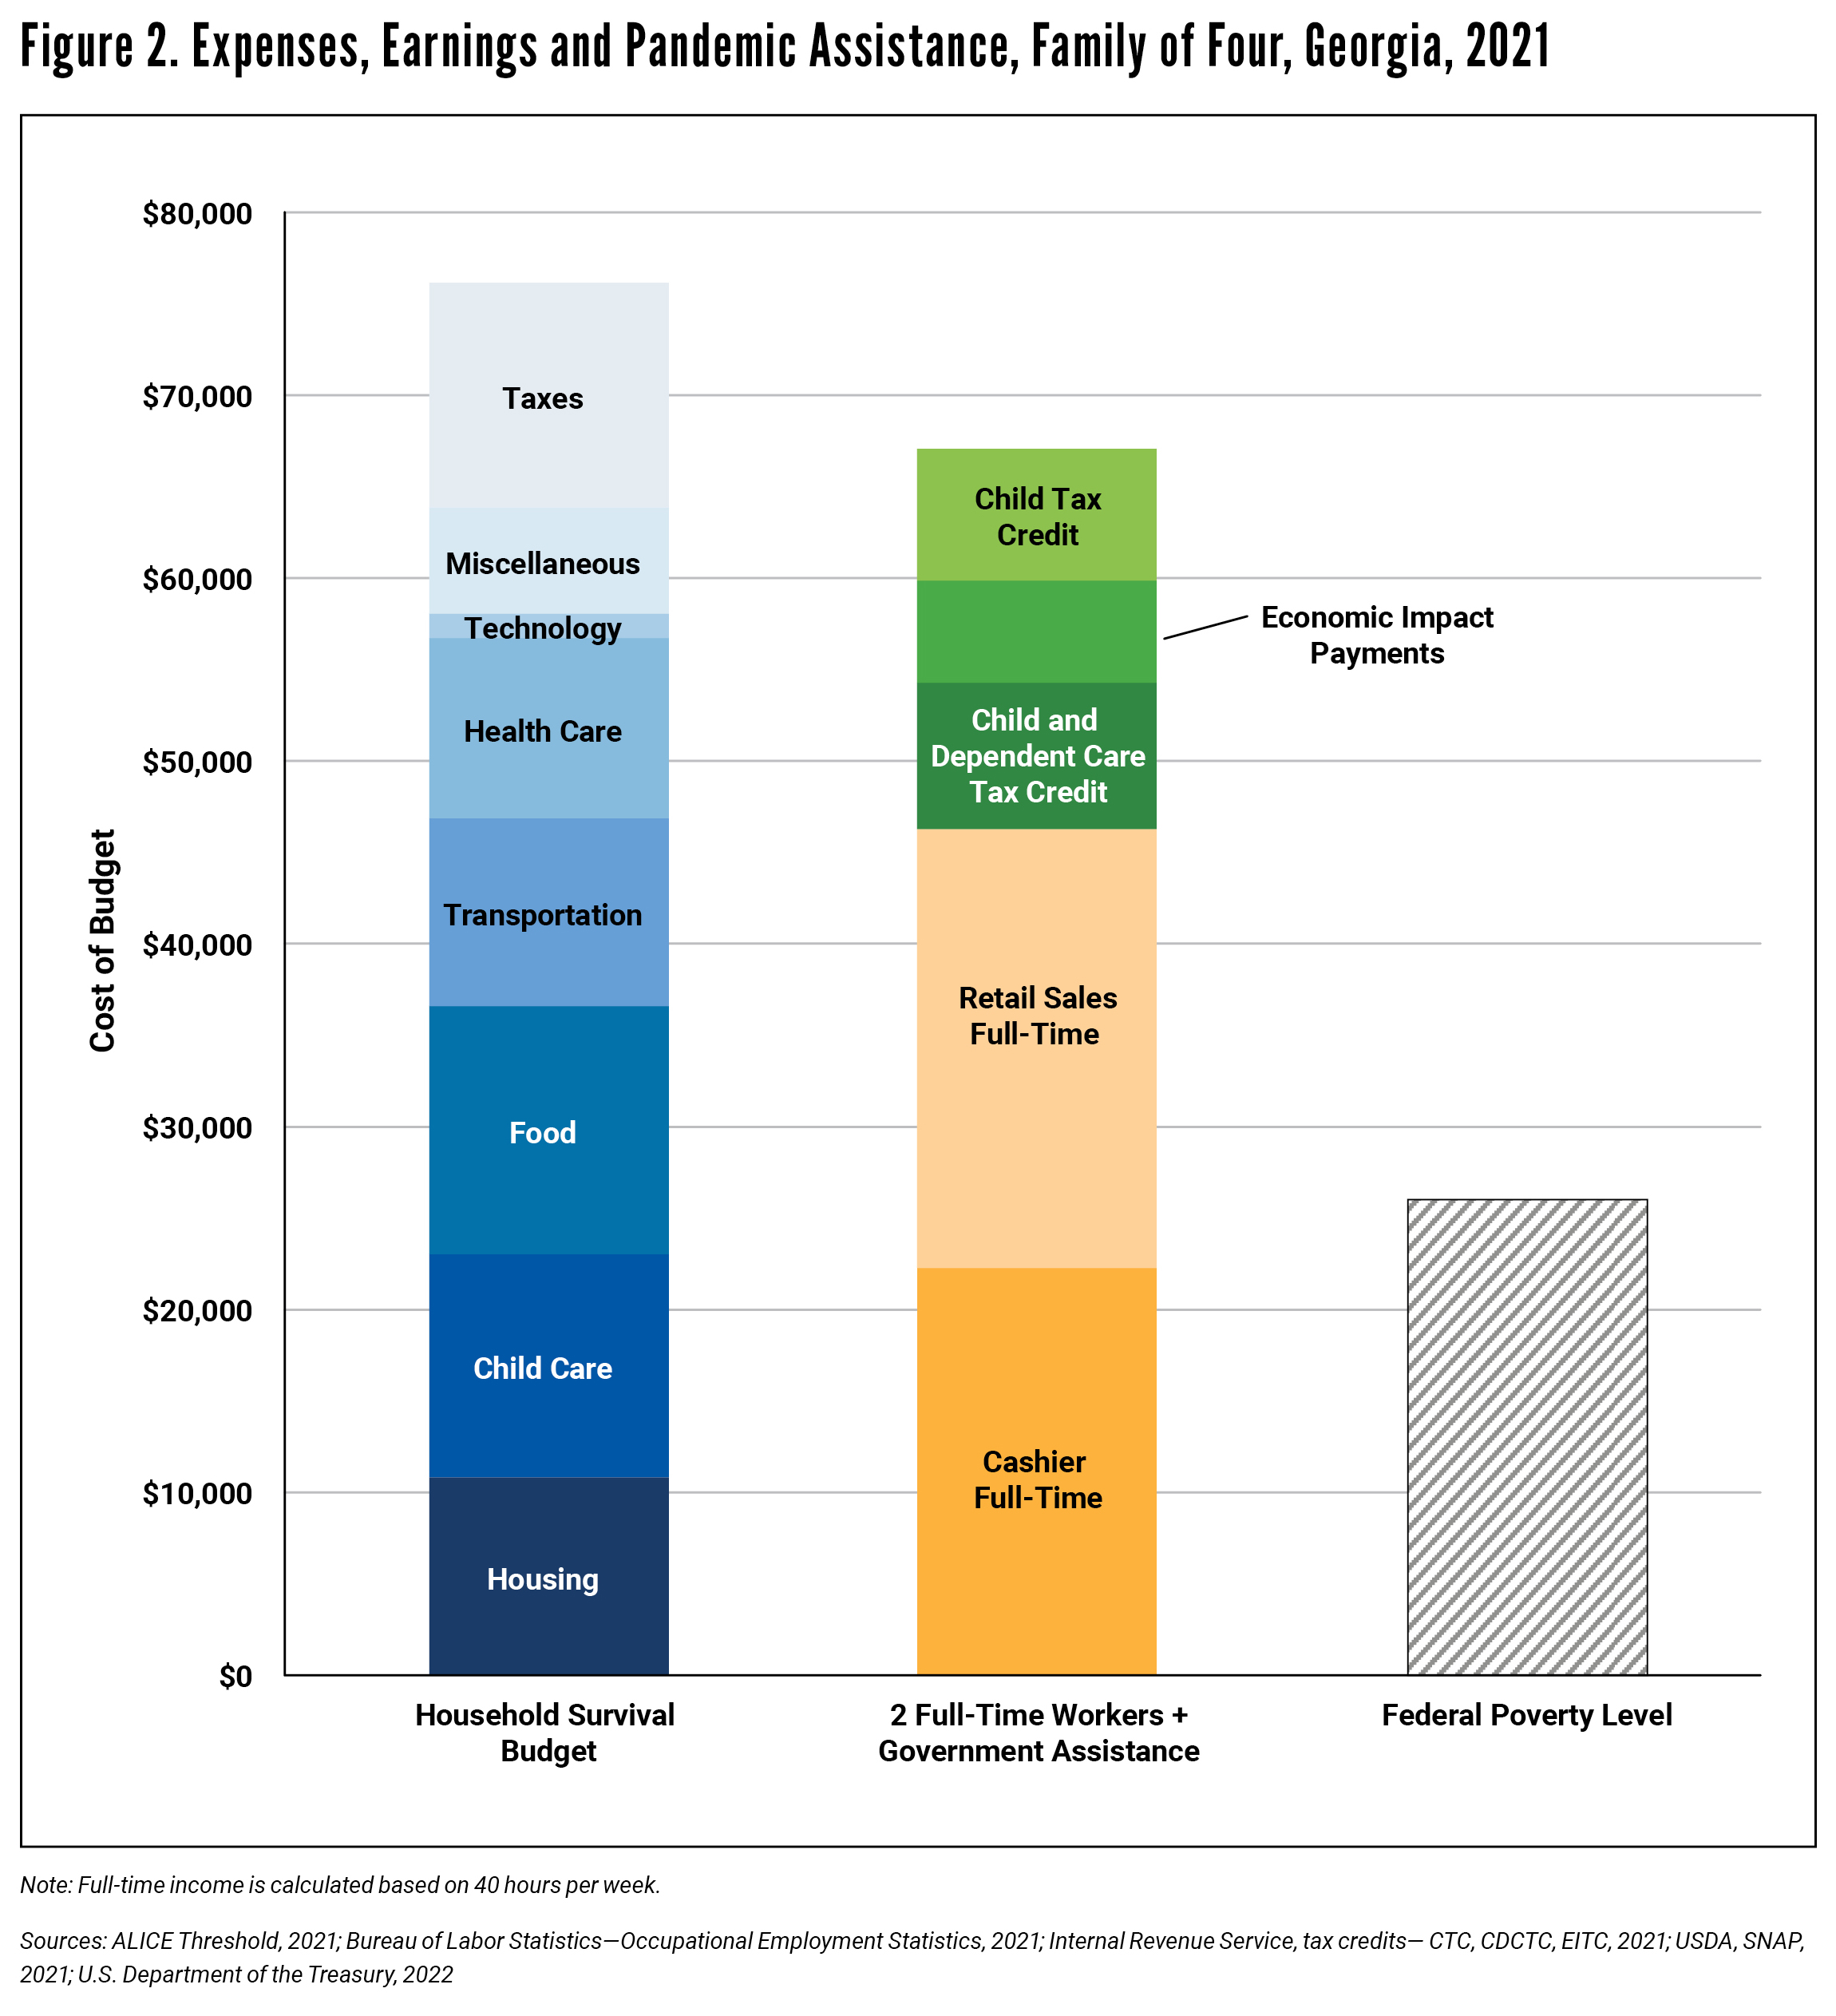 Figure 2. Expenses, Earnings and Pandemic Assistance, Family of Four, Georgia, 2021
Cost of Budget
$80,000
$70,000
$60,000
$50,000
$40,000
$30,000
$20,000
$10,000
$0
Taxes
Miscellaneous
Technology
Health Care
Transportation
Food
Child Care
Housing
Child Tax
Credit
Economic Impact
Payments
Child and
Dependent Care
Tax Credit
Retail Sales
Full-Time
Cashier
Full-Time
Household Survival
Budget
2 Full-Time Workers +
Government Assistance
Federal Poverty Level
Note: Full-time income is calculated based on 40 hours per week.
Sources: ALICE Threshold, 2021; Bureau of Labor Statistics—Occupational Employment Statistics, 2021; Internal Revenue Service, tax credits— CTC, CDCTC, EITC, 2021; USDA, SNAP,
2021; U.S. Department of the Treasury, 2022